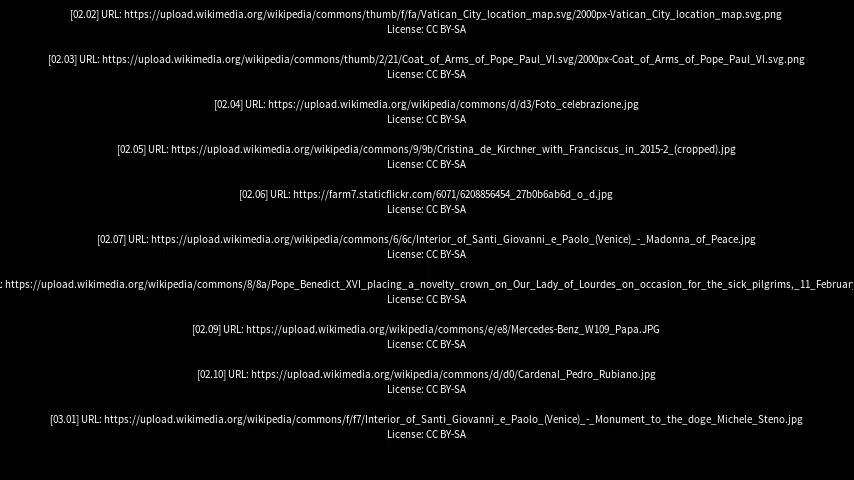 [02.02] URL: https://upload.wikimedia.org/wikipedia/commons/thumb/f/fa/Vatican_City_location_map.svg/2000px-Vatican_City_location_map.svg.png
License: CC BY-SA
[02.03] URL: https://upload.wikimedia.org/wikipedia/commons/thumb/2/21/Coat_of_Arms_of_Pope_Paul_VI.svg/2000px-Coat_of_Arms_of_Pope_Paul_VI.svg.png
License: CC BY-SA
[02.04] URL: https://upload.wikimedia.org/wikipedia/commons/d/d3/Foto_celebrazione.jpg
License: CC BY-SA
[02.05] URL: https://upload.wikimedia.org/wikipedia/commons/9/9b/Cristina_de_Kirchner_with_Franciscus_in_2015-2_(cropped).jpg
License: CC BY-SA
[02.06] URL: https://farm7.staticflickr.com/6071/6208856454_27b0b6ab6d_o_d.jpg
License: CC BY-SA
[02.07] URL: https://upload.wikimedia.org/wikipedia/commons/6/6c/Interior_of_Santi_Giovanni_e_Paolo_(Venice)_-_Madonna_of_Peace.jpg
License: CC BY-SA
: https://upload.wikimedia.org/wikipedia/commons/8/8a/Pope_Benedict_XVI_placing_a_novelty_crown_on_Our_Lady_of_Lourdes_on_occasion_for_the_sick_pilgrims,_11_February
License: CC BY-SA
[02.09] URL: https://upload.wikimedia.org/wikipedia/commons/e/e8/Mercedes-Benz_W109_Papa.JPG
License: CC BY-SA
[02.10] URL: https://upload.wikimedia.org/wikipedia/commons/d/d0/Cardenal_Pedro_Rubiano.jpg
License: CC BY-SA
[03.01] URL: https://upload.wikimedia.org/wikipedia/commons/f/f7/Interior_of_Santi_Giovanni_e_Paolo_(Venice)_-_Monument_to_the_doge_Michele_Steno.jpg
License: CC BY-SA